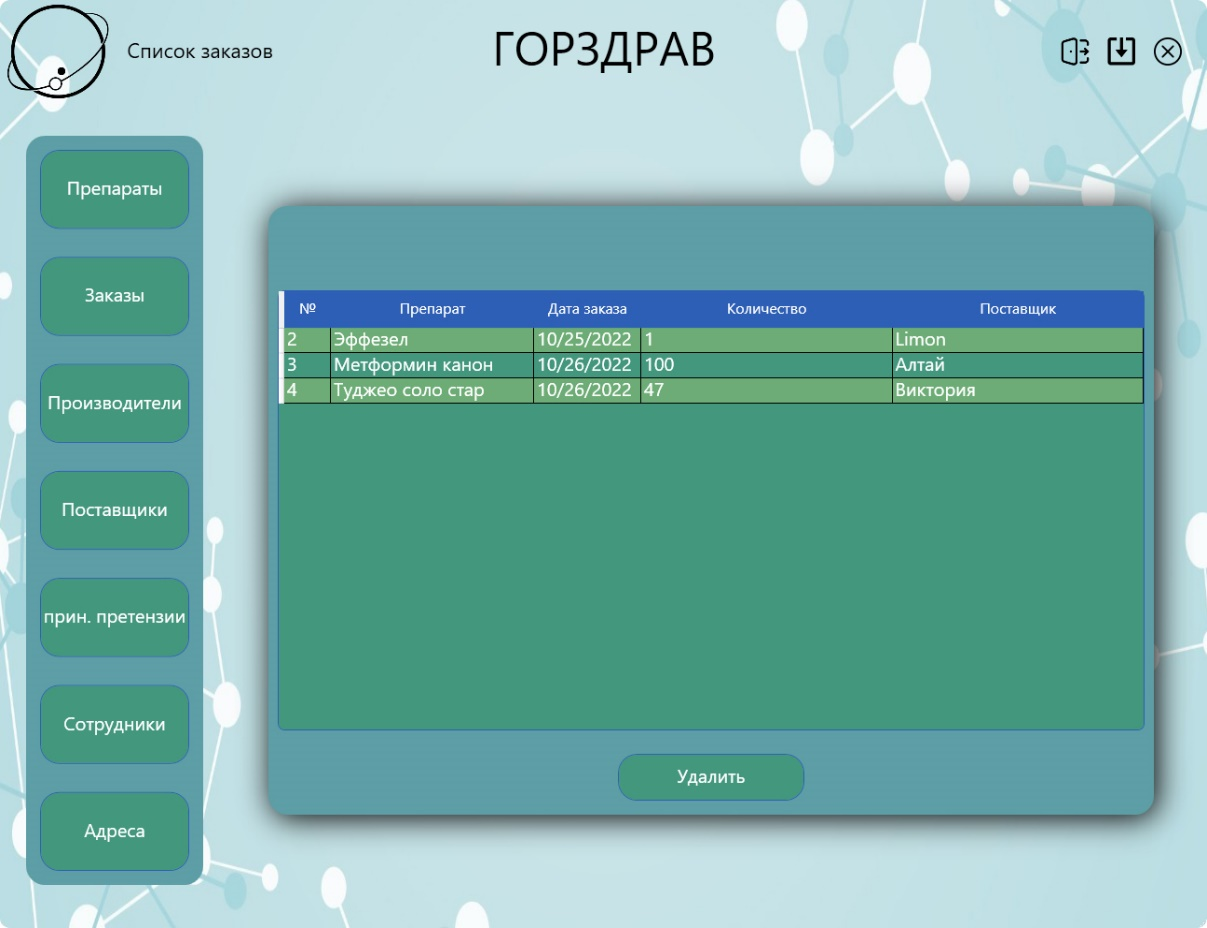 Список заказов
ГОРЗДРАВ
Препараты
Заказы
Производители
Поставщики
прин. претензии
Сотрудники
Адреса
№ Препарат Дата заказа Количество Поставщик
2 Эффезел 10/25/2022 1 Limon
3 Метформин канон 10/26/2022 100 Алтай
4 Туджео соло стар 10/26/2022 47 Виктория
Удалить